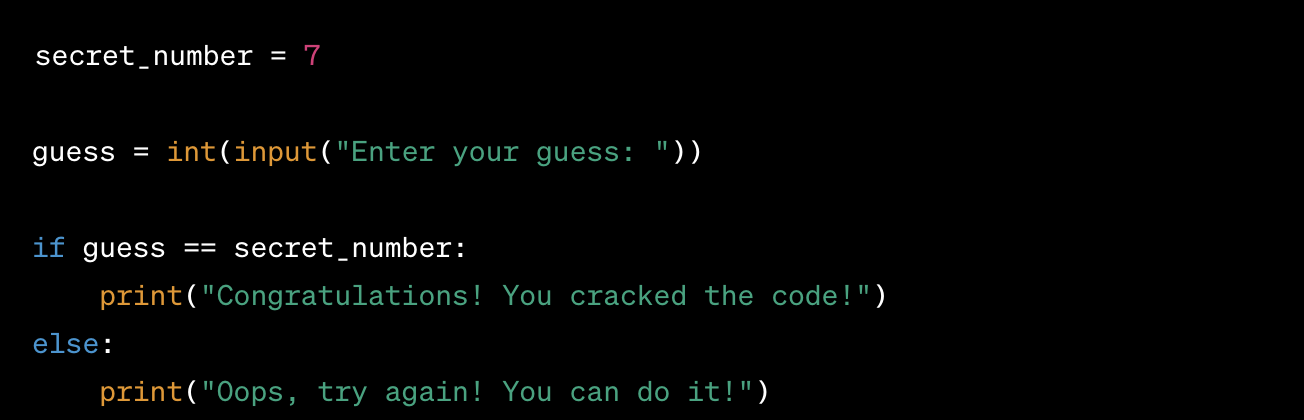 secret_number = 7
guess = int(input("Enter your guess: "))
if guess == secret_number:
    print("Congratulations! You cracked the code!")
else:
    print("Oops, try again! You can do it!")